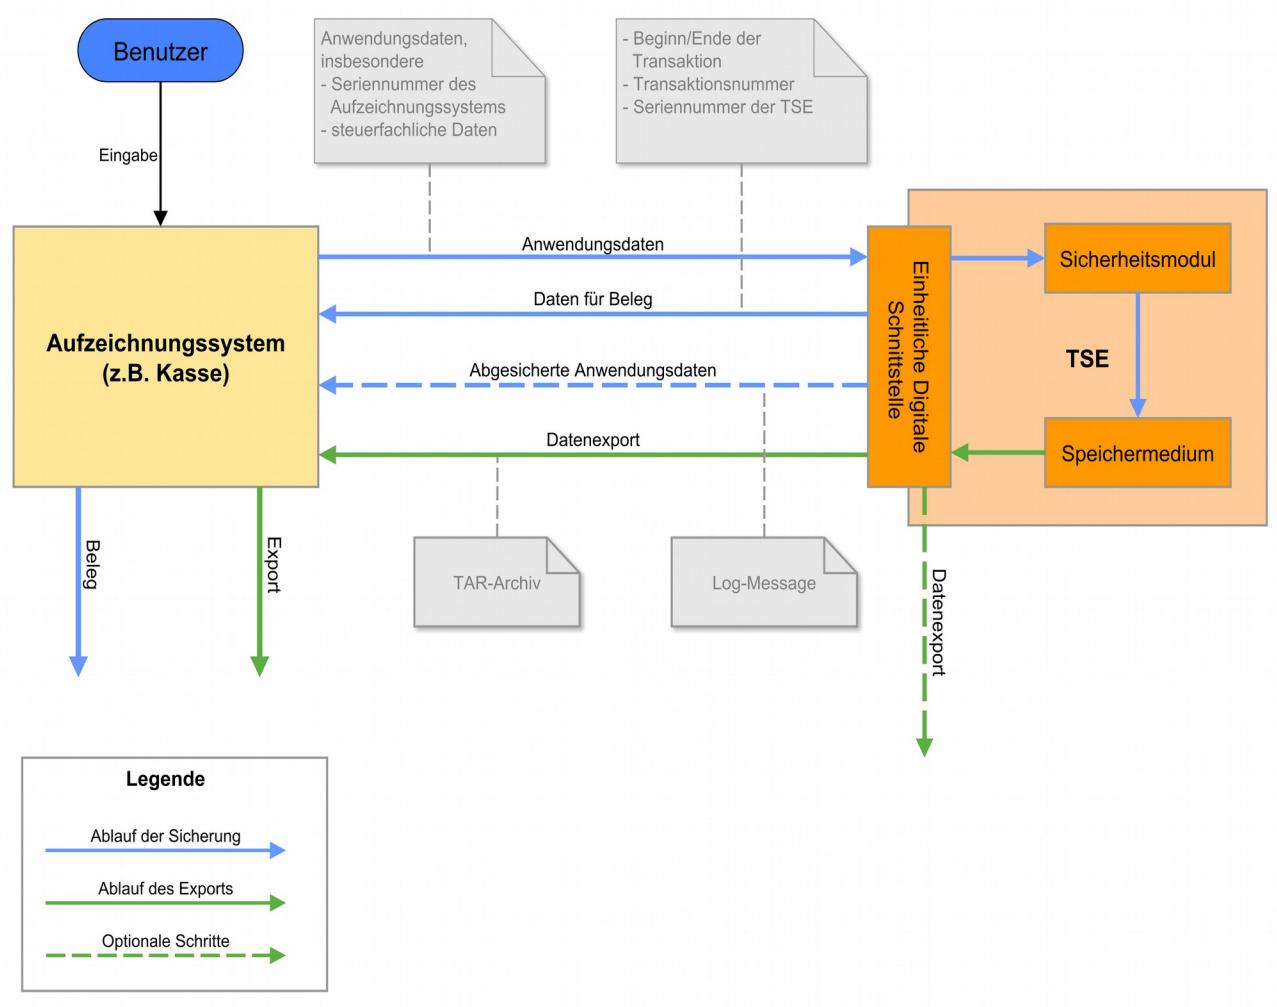 Benutzer
Eingabe
Anwendungsdaten,
insbesondere
- Seriennummer des
Aufzeichnungssystems
- steuerfachliche Daten
- Beginn/Ende der
Transaktion
- Transaktionsnummer
- Seriennummer der TSE
Aufzeichnungssystem
(z.B. Kasse)
Anwendungsdaten
Daten für Beleg
Abgesicherte Anwendungsdaten
Datenexport
Einheitliche Digitale
Schnittstelle
Sicherheitsmodul
TSE
Speichermedium
Beleg
Export
TAR-Archiv
Log-Message
Datenexport
Legende
Ablauf der Sicherung
Ablauf des Exports
Optionale Schritte